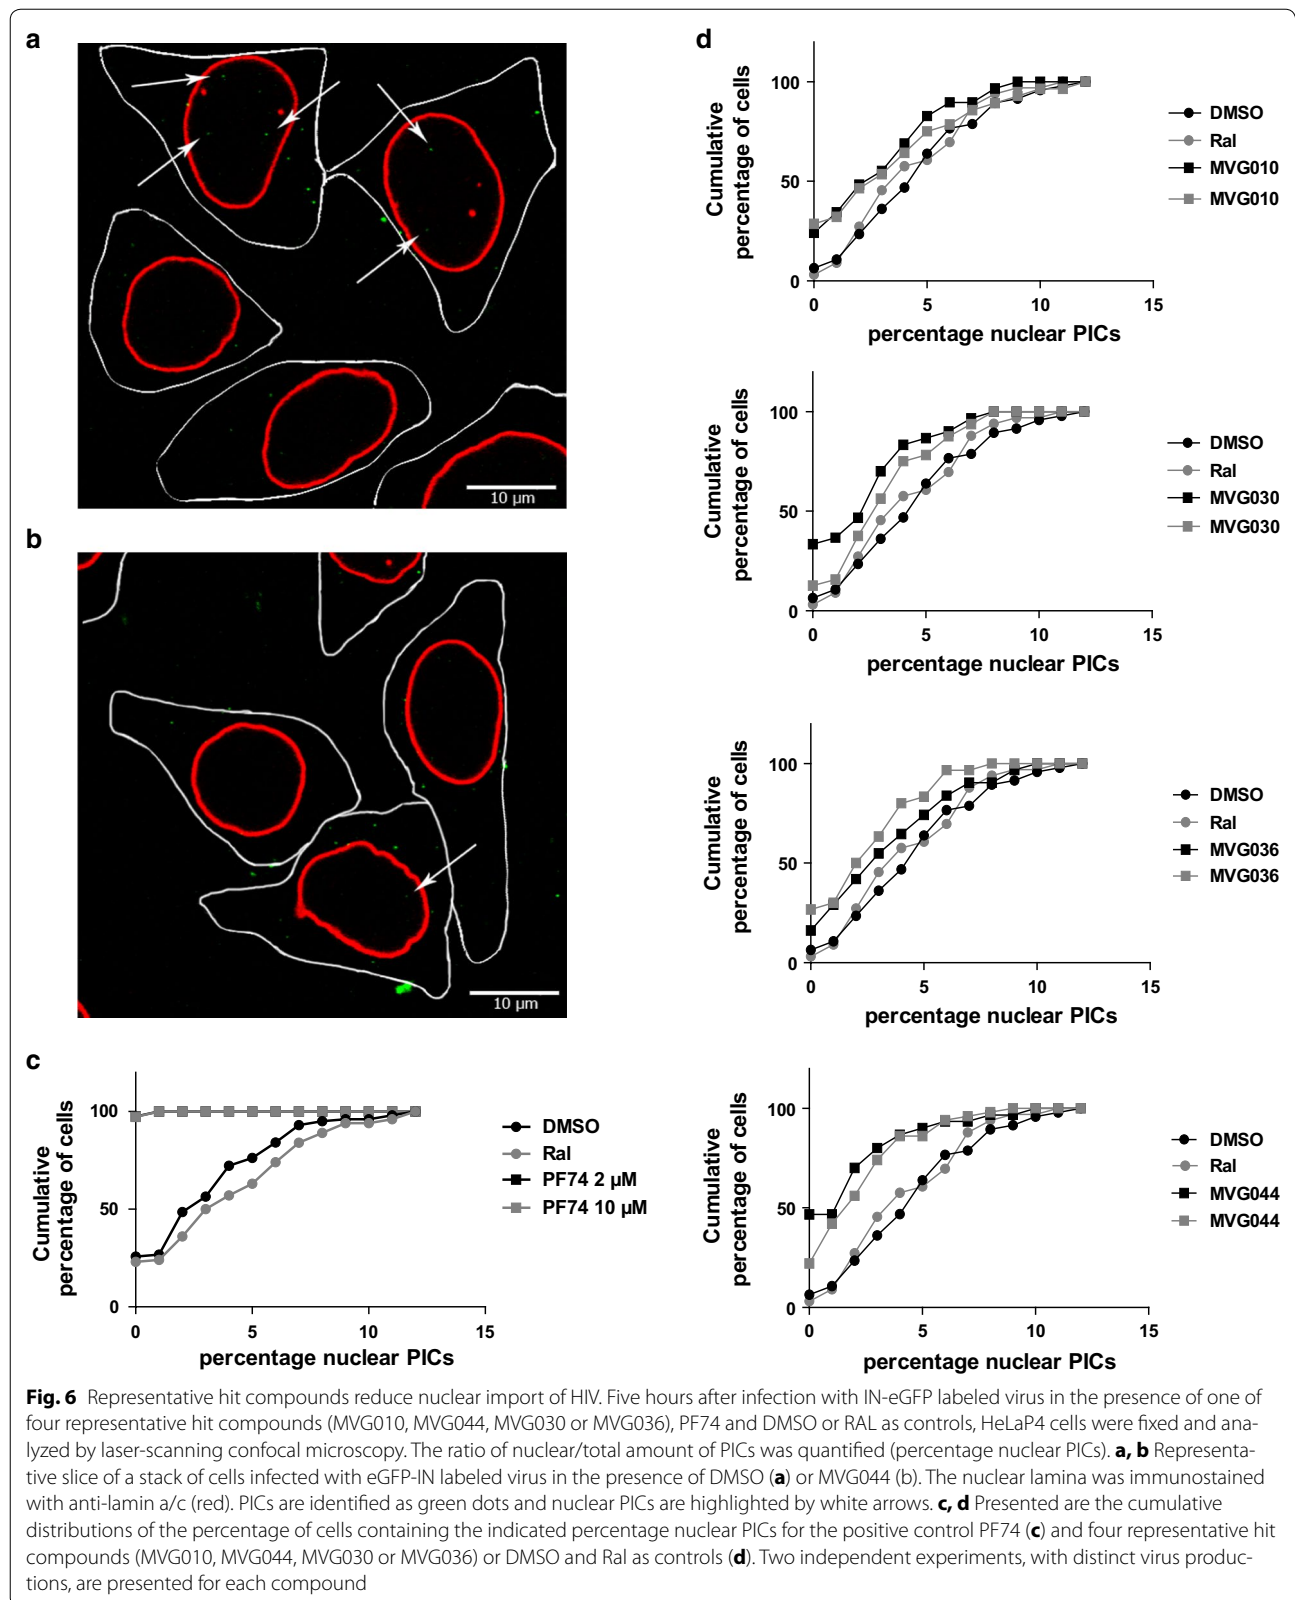 a
10 µm
b
10 µm
c
Cumulative
percentage of cells
100
50
0
0 5 10 15
percentage nuclear PICs
DMSO
Ral
PF74 2 µM
PF74 10 µM
d
Cumulative
percentage of cells
100
50
0
0 5 10 15
percentage nuclear PICs
DMSO
Ral
MVG010
MVG010
Cumulative
percentage of cells
100
50
0
0 5 10 15
percentage nuclear PICs
DMSO
Ral
MVG030
MVG030
Cumulative
percentage of cells
100
50
0
0 5 10 15
percentage nuclear PICs
DMSO
Ral
MVG036
MVG036
Cumulative
percentage of cells
100
50
0
0 5 10 15
percentage nuclear PICs
DMSO
Ral
MVG044
MVG044
Fig. 6 Representative hit compounds reduce nuclear import of HIV. Five hours after infection with IN-eGFP labeled virus in the presence of one of
four representative hit compounds (MVG010, MVG044, MVG030 or MVG036), PF74 and DMSO or RAL as controls, HeLaP4 cells were fixed and ana-
lyzed by laser-scanning confocal microscopy. The ratio of nuclear/total amount of PICs was quantified (percentage nuclear PICs). a, b Representa-
tive slice of a stack of cells infected with eGFP-IN labeled virus in the presence of DMSO (a) or MVG044 (b). The nuclear lamina was immunostained
with anti-lamin a/c (red). PICs are identified as green dots and nuclear PICs are highlighted by white arrows. c, d Presented are the cumulative
distributions of the percentage of cells containing the indicated percentage nuclear PICs for the positive control PF74 (c) and four representative hit
compounds (MVG010, MVG044, MVG030 or MVG036) or DMSO and Ral as controls (d). Two independent experiments, with distinct virus produc-
tions, are presented for each compound